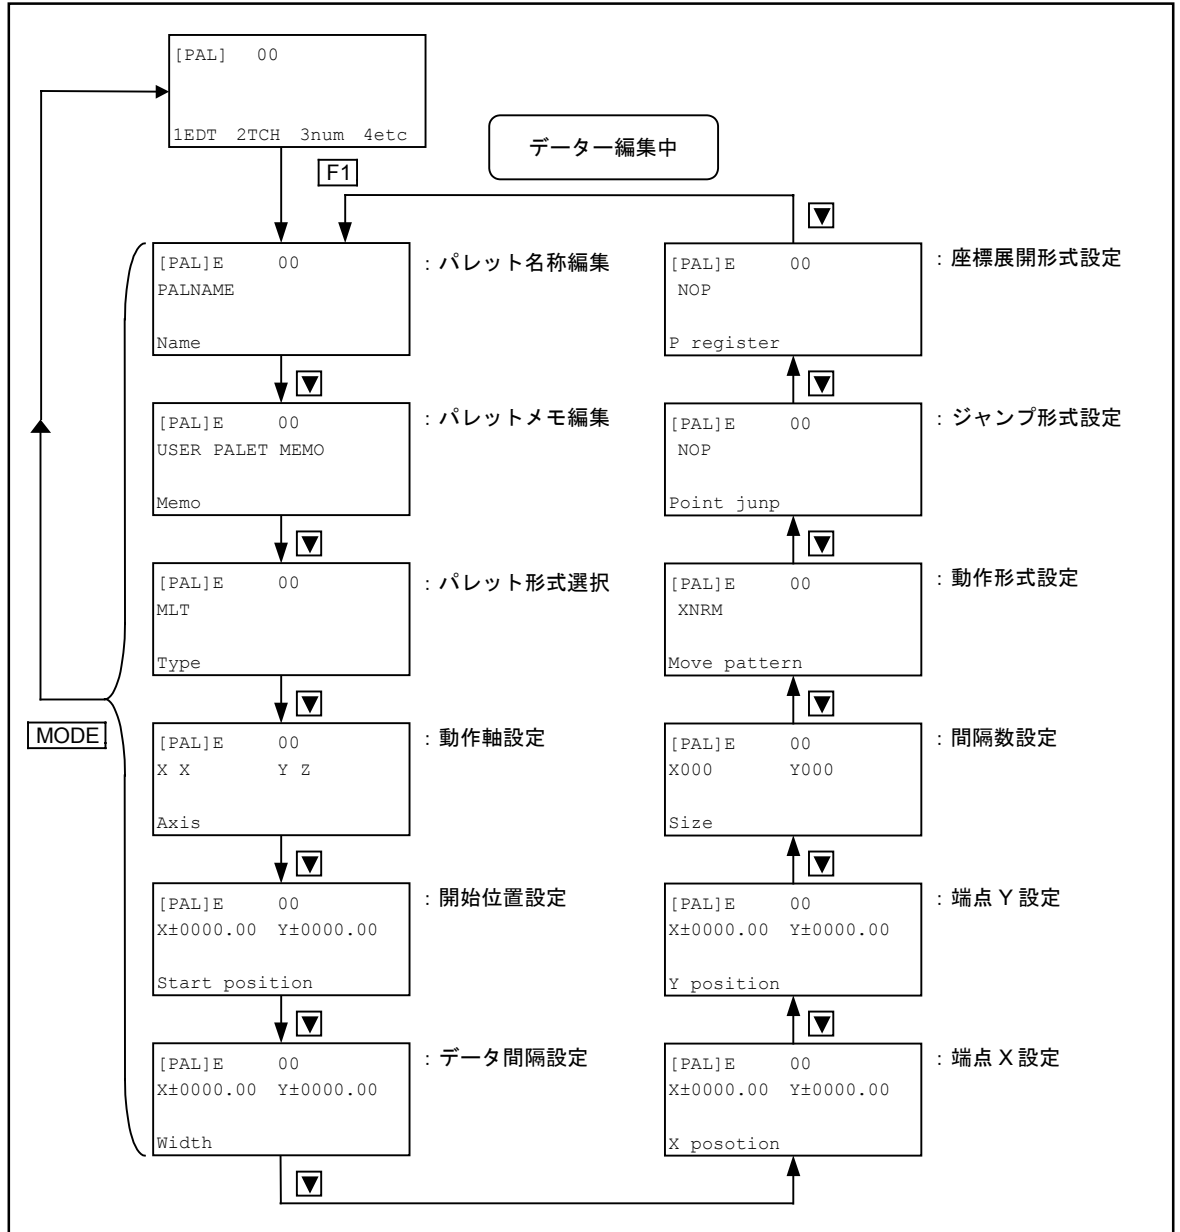 [PAL] 00
1EDT 2TCH 3num 4etc
データー編集中
F1
[PAL]E 00
PALNAME
Name
：パレット名称編集
▼
[PAL]E 00
USER PALET MEMO
Memo
：パレットメモ編集
▼
[PAL]E 00
MLT
Type
：パレット形式選択
▼
MODE
[PAL]E 00
X X Y Z
Axis
：動作軸設定
▼
[PAL]E 00
X±0000.00 Y±0000.00
Start position
：開始位置設定
▼
[PAL]E 00
X±0000.00 Y±0000.00
Width
：データ間隔設定
▼
▼
[PAL]E 00
NOP
P register
：座標展開形式設定
▼
[PAL]E 00
NOP
Point junp
：ジャンプ形式設定
▼
[PAL]E 00
XNRM
Move pattern
：動作形式設定
▼
[PAL]E 00
X000 Y000
Size
：間隔数設定
▼
[PAL]E 00
X±0000.00 Y±0000.00
Y position
：端点 Y 設定
▼
[PAL]E 00
X±0000.00 Y±0000.00
X posotion
：端点 X 設定